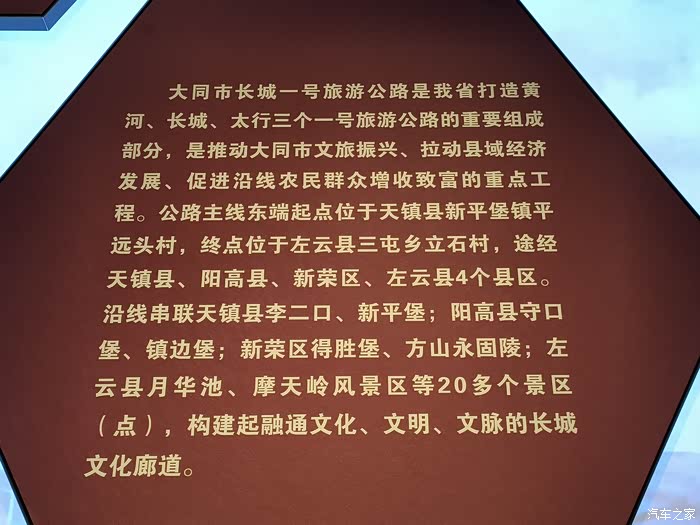 大同市长城一号旅游公路是我省打造黄
河、长城、太行三个一号旅游公路的重要组成
部分，是推动大同市文旅振兴、拉动县域经济
发展、促进沿线农民群众增收致富的重点工
程。公路主线东端起点位于天镇县新平堡镇平
远头村，终点位于左云县三屯乡立石村，途经
天镇县、阳高县、新荣区、左云县4个县区。
沿线串联天镇县李二口、新平堡；阳高县守口
堡、镇边堡；新荣区得胜堡、方山永固陵；左
云县月华池、摩天岭风景区等20多个景区
（点），构建起融通文化、文明、文脉的长城
文化廊道。
汽车之家